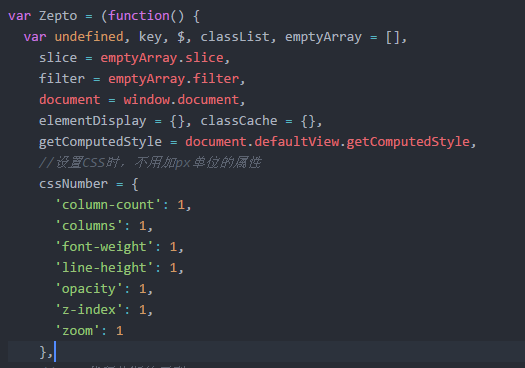 var Zepto = (function() {
var undefined, key, $, classList, emptyArray = [],
slice = emptyArray.slice,
filter = emptyArray.filter,
document = window.document,
elementDisplay = {}, classCache = {},
getComputedStyle = document.defaultView.getComputedStyle,
//设置CSS时，不用加px单位的属性
cssNumber = {
'column-count': 1,
'columns': 1,
'font-weight': 1,
'line-height': 1,
'opacity': 1,
'z-index': 1,
'zoom': 1
},